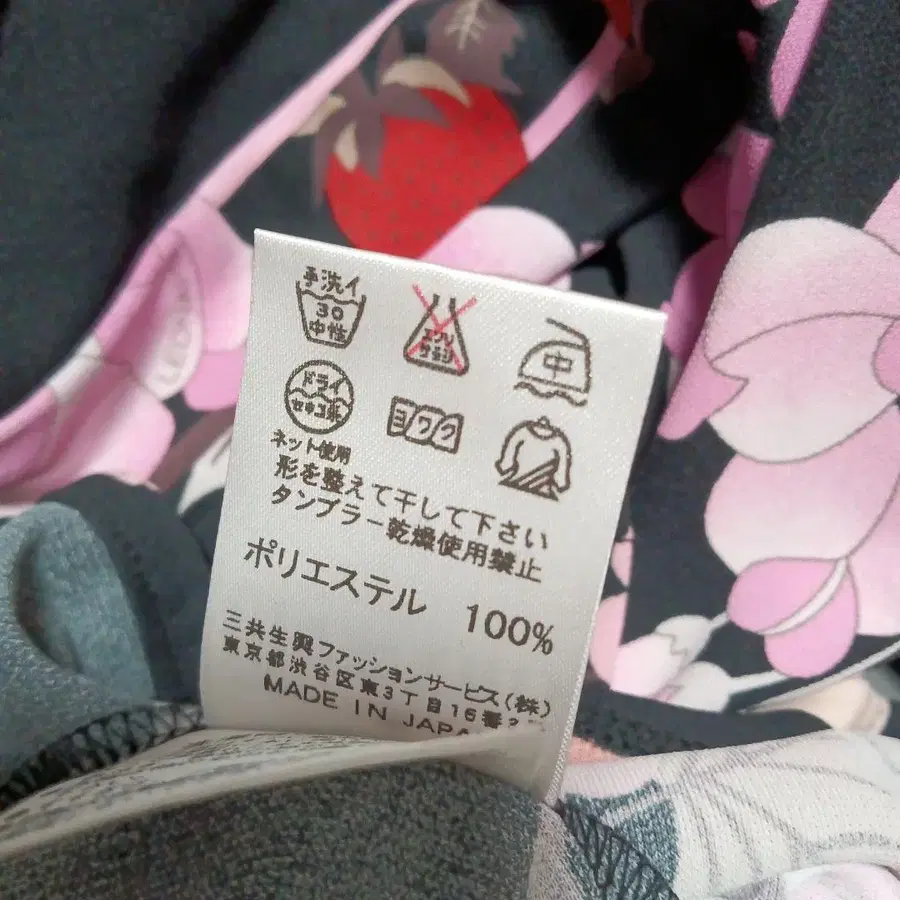 手洗イ
30
中性
エンソ
サラシ
中
ドライ
セキユ系
ヨワク
ネット使用
形を整えて干して下さい
タンブラー乾燥使用禁止
ポリエステル 100%
三共生興ファッションサービス(株)
東京都渋谷区東3丁目16番
MADE IN JAPA